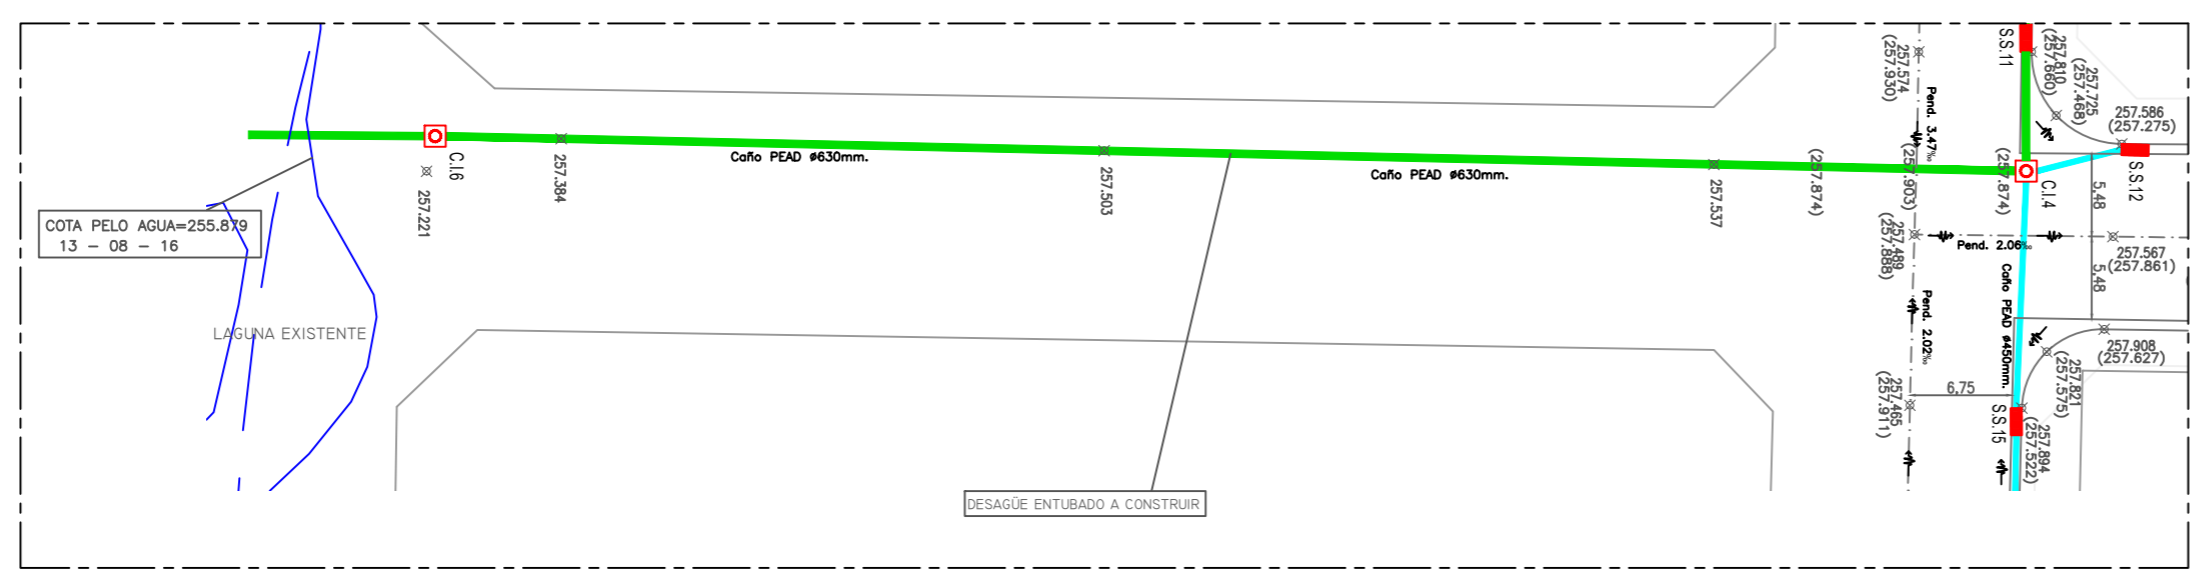 COTA PELO AGUA=255.879
13 - 08 - 16
LAGUNA EXISTENTE
C.I.6
257.221
257.384
Caño PEAD ø630mm.
257.503
DESAGÜE ENTUBADO A CONSTRUIR
Caño PEAD ø630mm.
257.537
(257.874)
257.574
(257.930)
Pend. 3.47‰
(257.903)
257.489
(257.888)
Pend. 2.02‰
257.465
(257.911)
6,75
S.S.11
257.810
(257.660)
257.725
(257.468)
257.586
(257.275)
S.S.12
(257.874)
C.I.4
5,48
Pend. 2.06‰
257.567
(257.861)
5,48
Caño PEAD ø450mm.
257.908
(257.627)
257.821
(257.575)
S.S.15
257.894
(257.522)